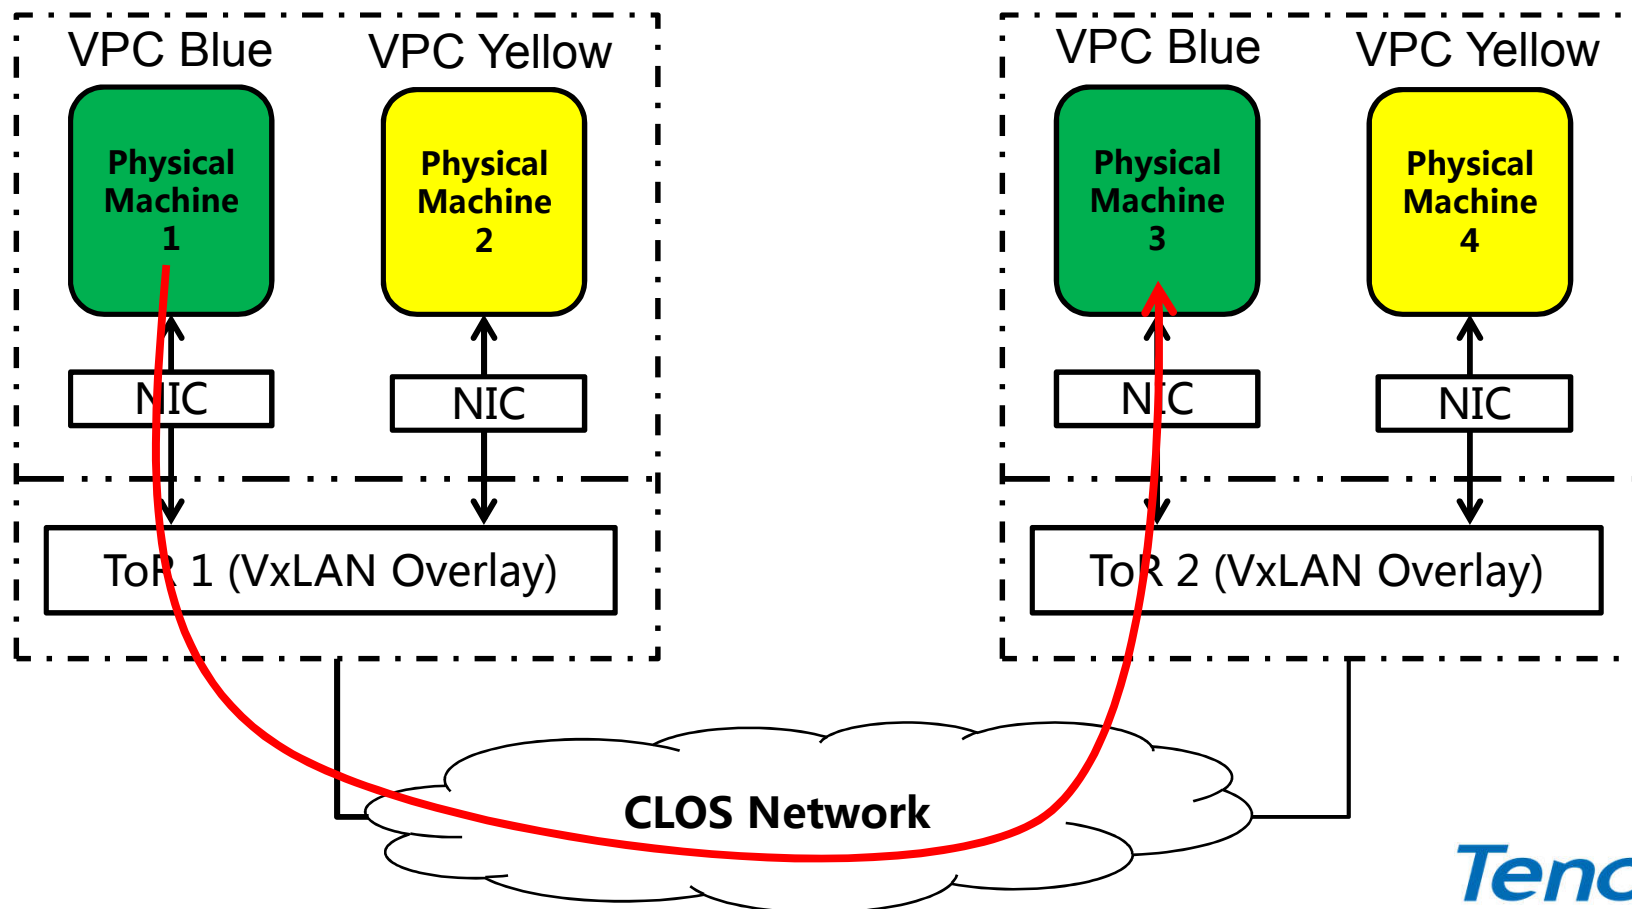 VPC Blue
VPC Yellow
VPC Blue
VPC Yellow
Physical
Machine
1
Physical
Machine
2
Physical
Machine
3
Physical
Machine
4
NIC
NIC
NIC
NIC
ToR 1 (VxLAN Overlay)
ToR 2 (VxLAN Overlay)
CLOS Network